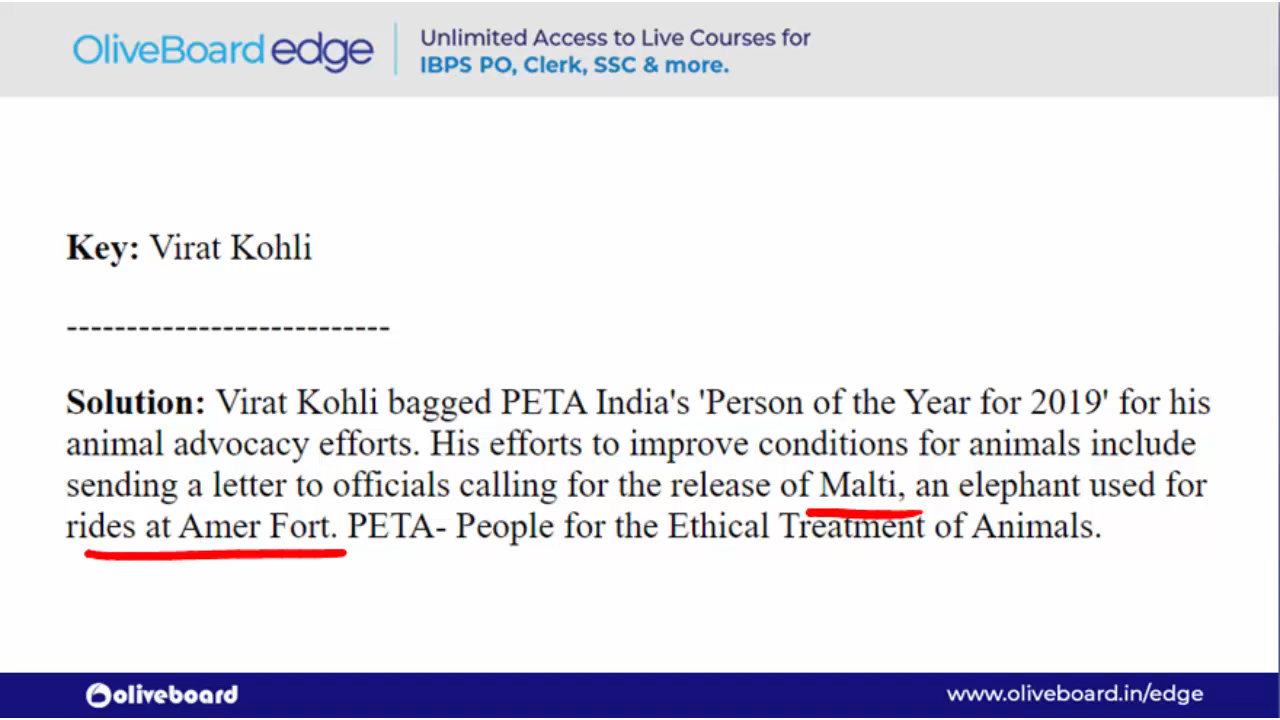 OliveBoard edge
Unlimited Access to Live Courses for
IBPS PO, Clerk, SSC & more.
Key: Virat Kohli
---------------------------
Solution: Virat Kohli bagged PETA India's 'Person of the Year for 2019' for his
animal advocacy efforts. His efforts to improve conditions for animals include
sending a letter to officials calling for the release of Malti, an elephant used for
rides at Amer Fort. PETA- People for the Ethical Treatment of Animals.
oliveboard
www.oliveboard.in/edge